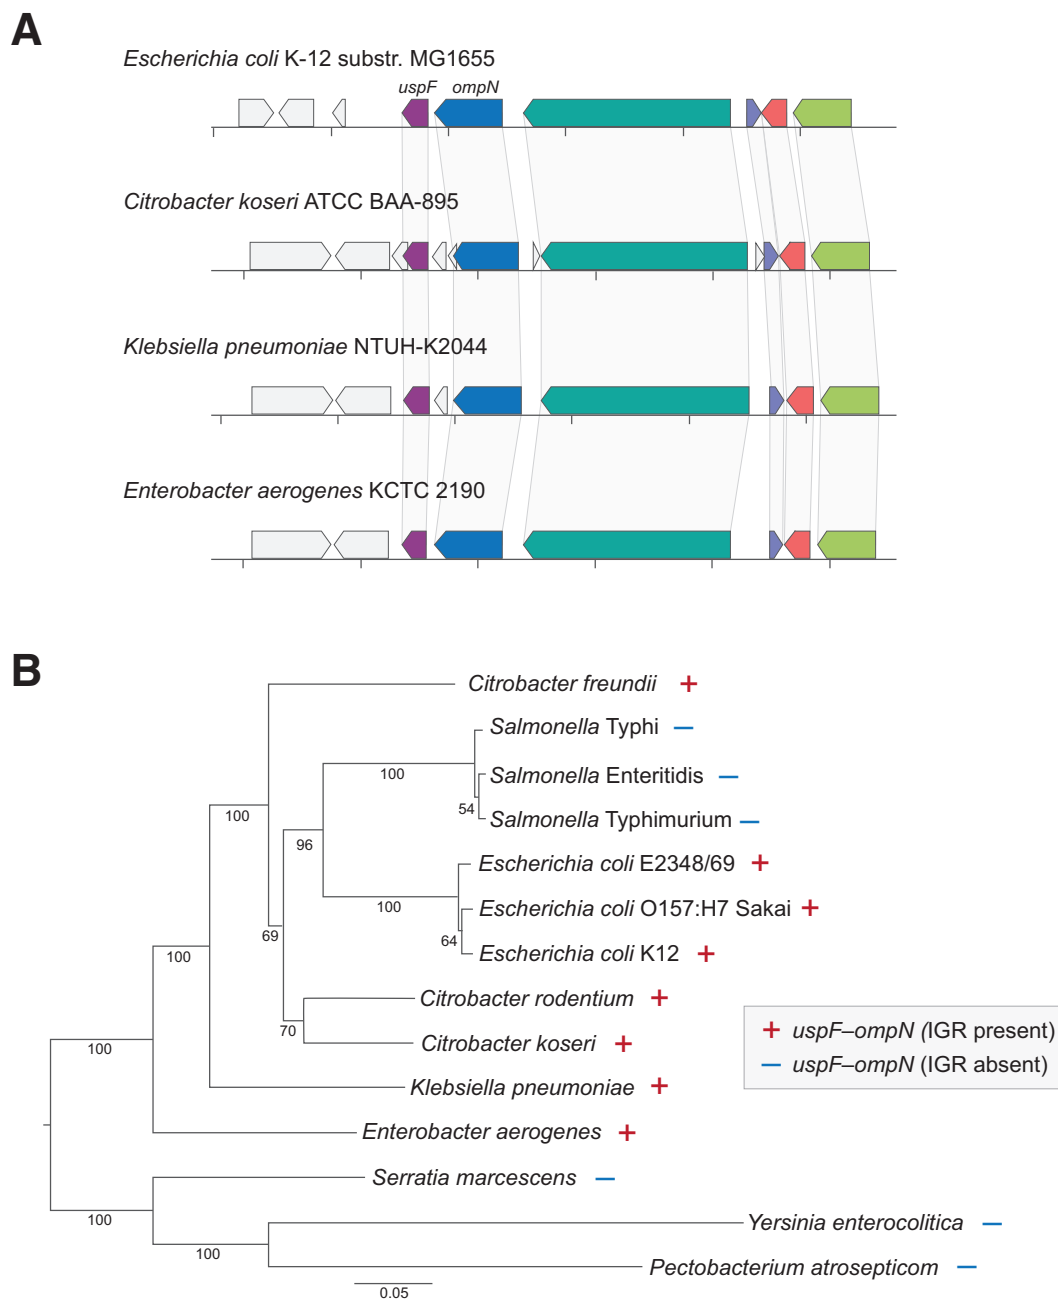 A
Escherichia coli K-12 substr. MG1655
uspF ompN
Citrobacter koseri ATCC BAA-895
Klebsiella pneumoniae NTUH-K2044
Enterobacter aerogenes KCTC 2190
B
Citrobacter freundii +
Salmonella Typhi —
100
Salmonella Enteritidis —
54
Salmonella Typhimurium —
100
96
Escherichia coli E2348/69 +
100
Escherichia coli O157:H7 Sakai +
69
64
Escherichia coli K12 +
100
Citrobacter rodentium +
70
Citrobacter koseri +
+ uspF–ompN (IGR present)
— uspF–ompN (IGR absent)
100
Klebsiella pneumoniae +
Enterobacter aerogenes +
Serratia marcescens —
100
Yersinia enterocolitica —
100
Pectobacterium atrosepticom —
0.05